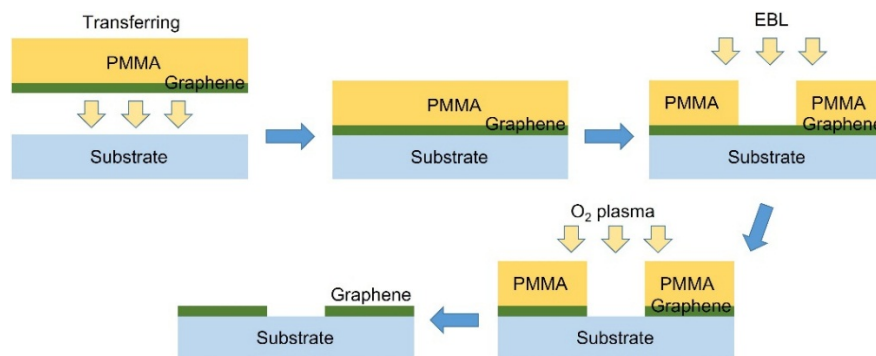 Transferring
PMMA
Graphene
Substrate
PMMA
Graphene
Substrate
EBL
PMMA
PMMA
Graphene
Substrate
O₂ plasma
PMMA
PMMA
Graphene
Substrate
Graphene
Substrate